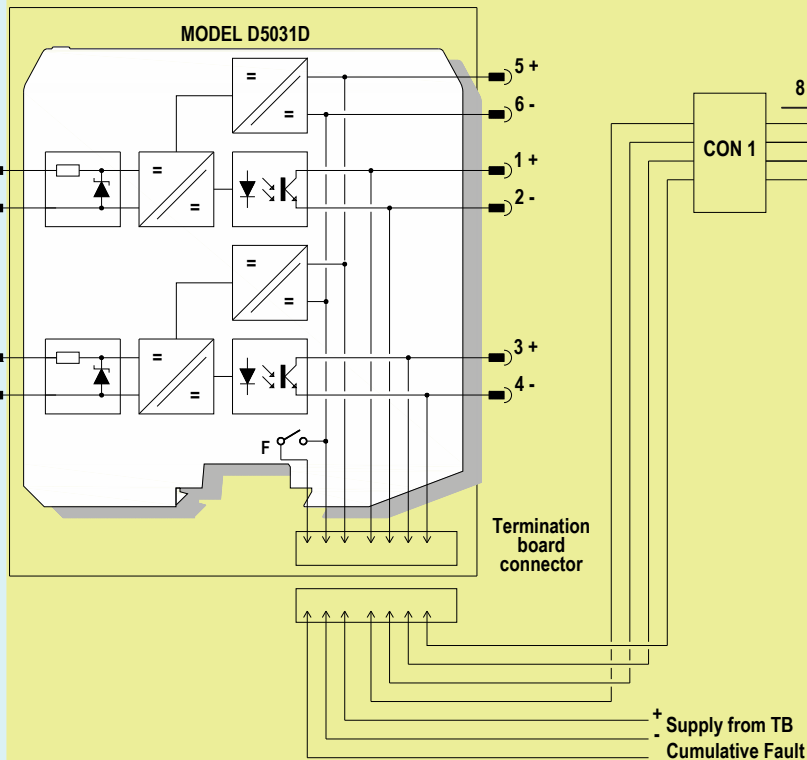 MODEL D5031D
5 +
6 -
1 +
2 -
3 +
4 -
F
8
CON 1
Termination
board
connector
+
Supply from TB
-
Cumulative Fault